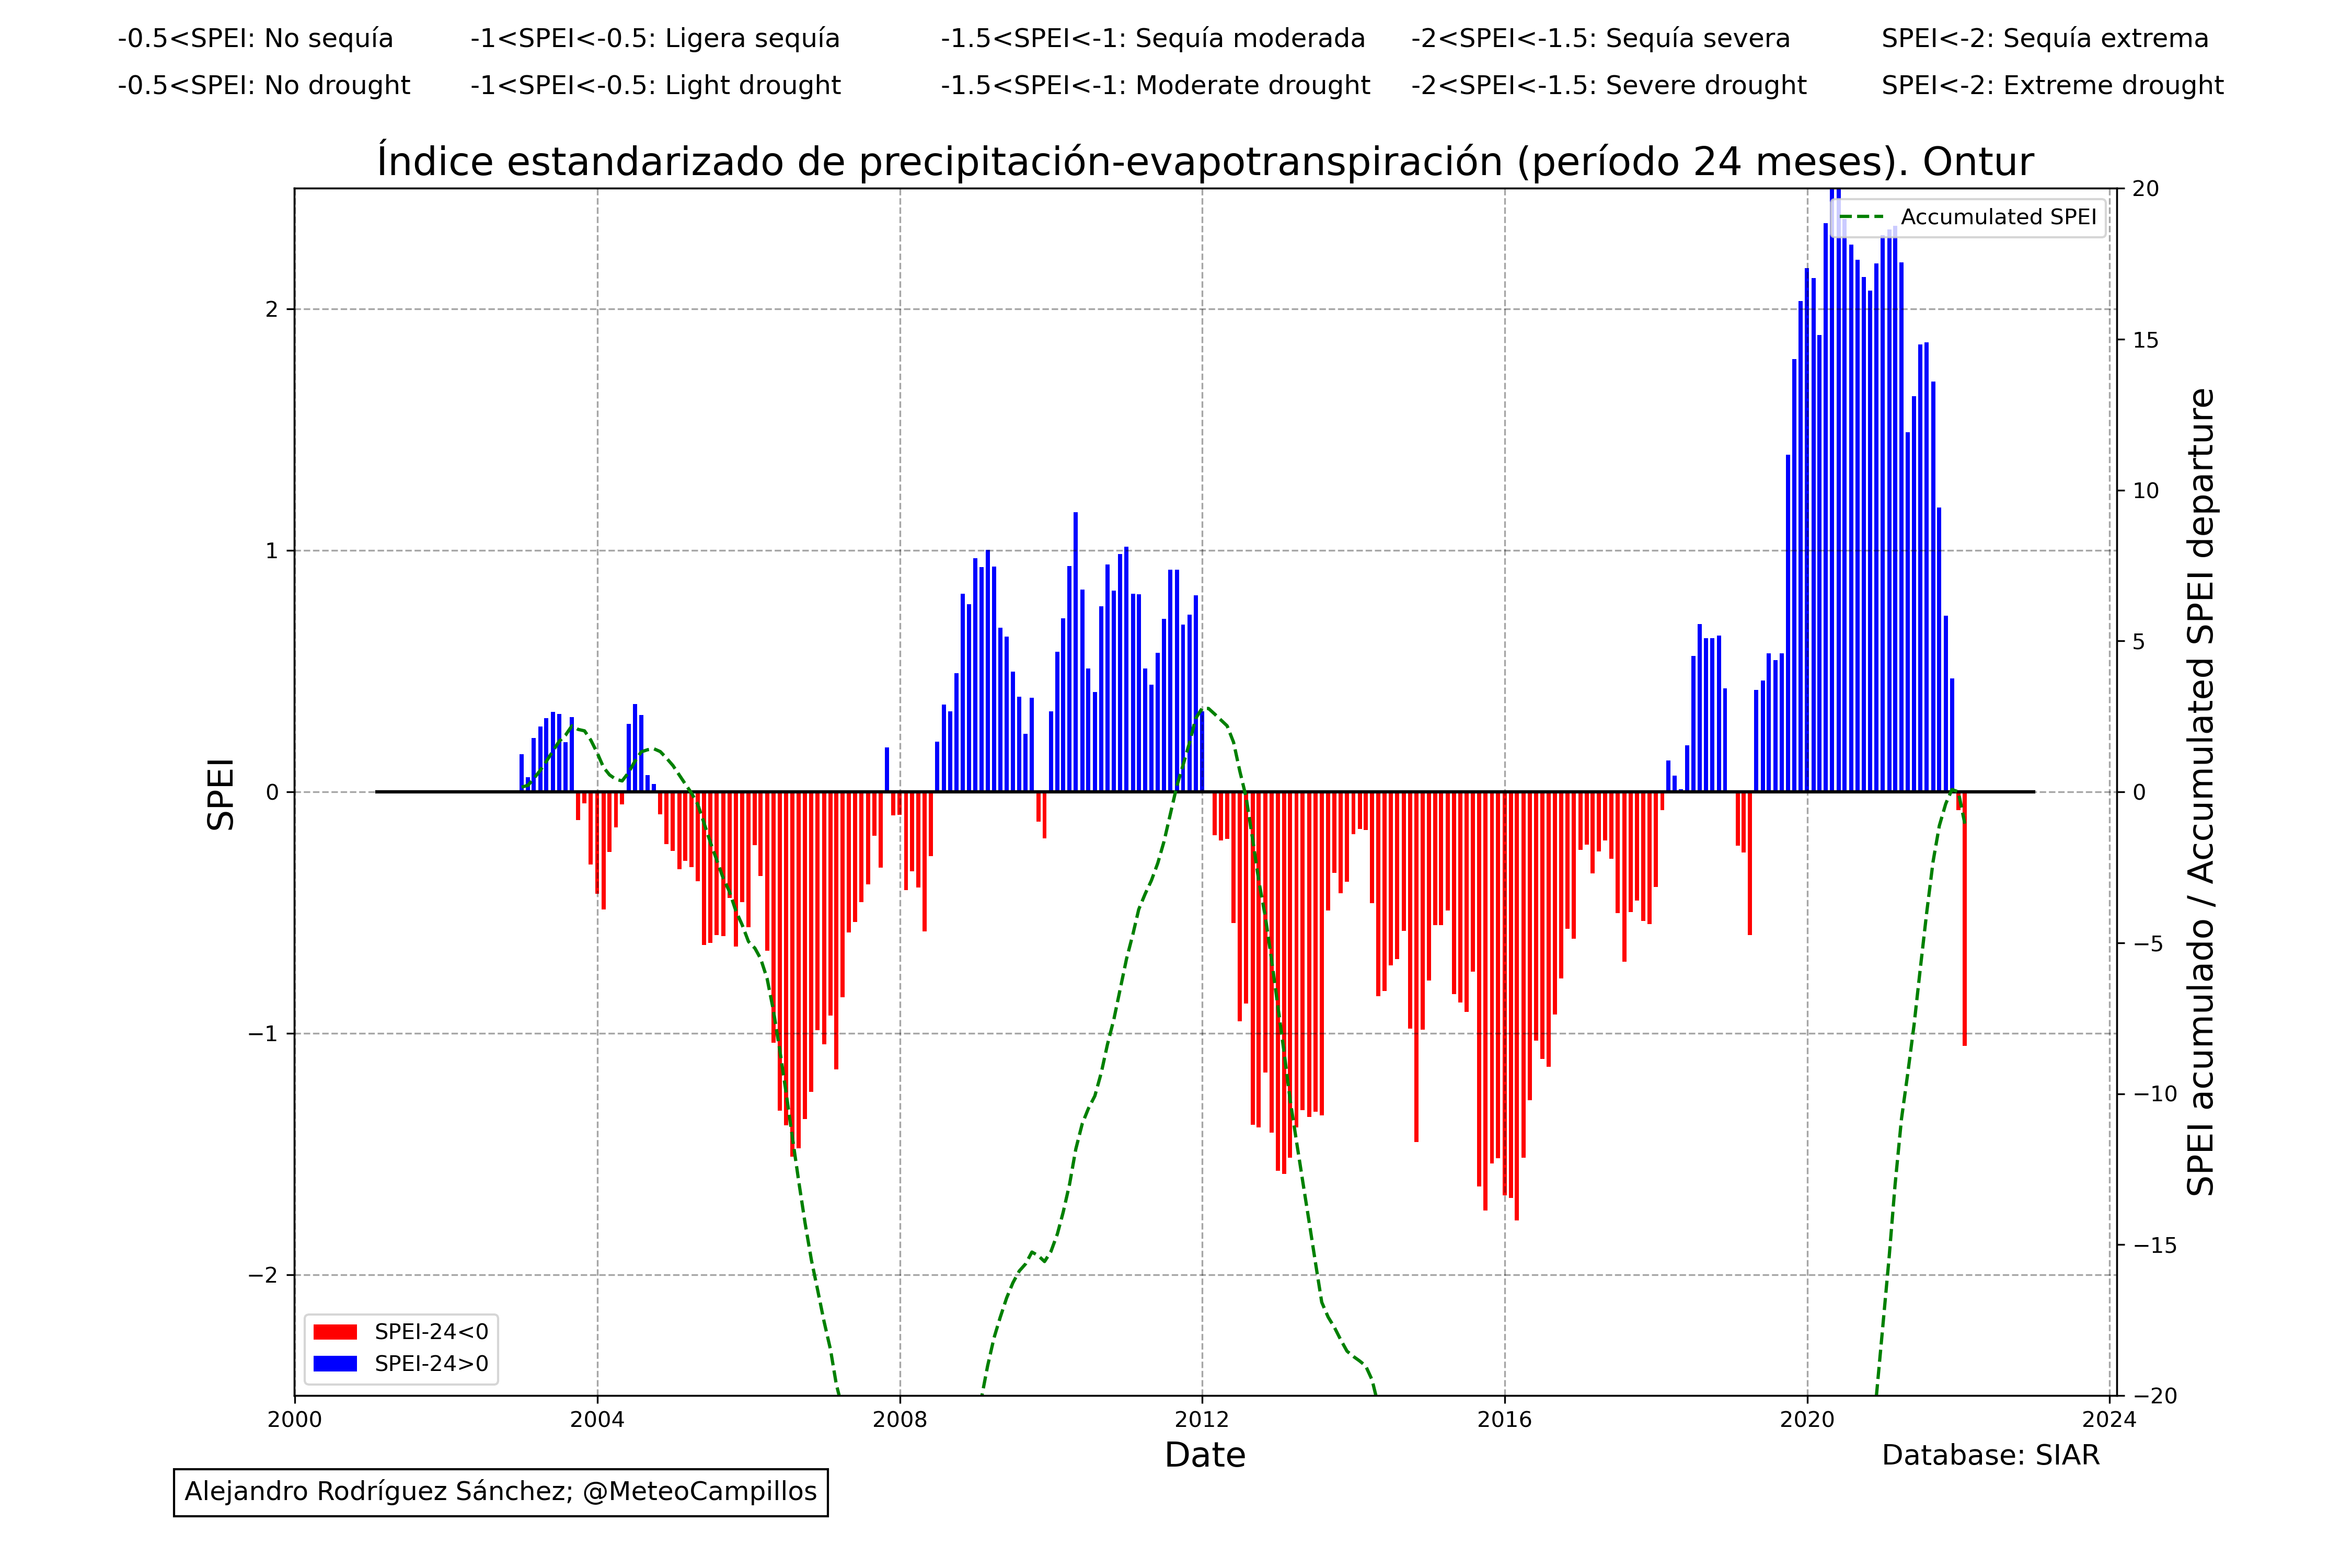 -0.5<SPEI: No sequía -1<SPEI<-0.5: Ligera sequía -1.5<SPEI<-1: Sequía moderada -2<SPEI<-1.5: Sequía severa SPEI<-2: Sequía extrema
-0.5<SPEI: No drought -1<SPEI<-0.5: Light drought -1.5<SPEI<-1: Moderate drought -2<SPEI<-1.5: Severe drought SPEI<-2: Extreme drought
Índice estandarizado de precipitación-evapotranspiración (período 24 meses). Ontur
Accumulated SPEI
SPEI
2
1
0
−1
−2
20
15
10
5
0
−5
−10
−15
−20
SPEI acumulado / Accumulated SPEI departure
SPEI-24<0
SPEI-24>0
2000 2004 2008 2012 2016 2020 2024
Date
Database: SIAR
Alejandro Rodríguez Sánchez; @MeteoCampillos